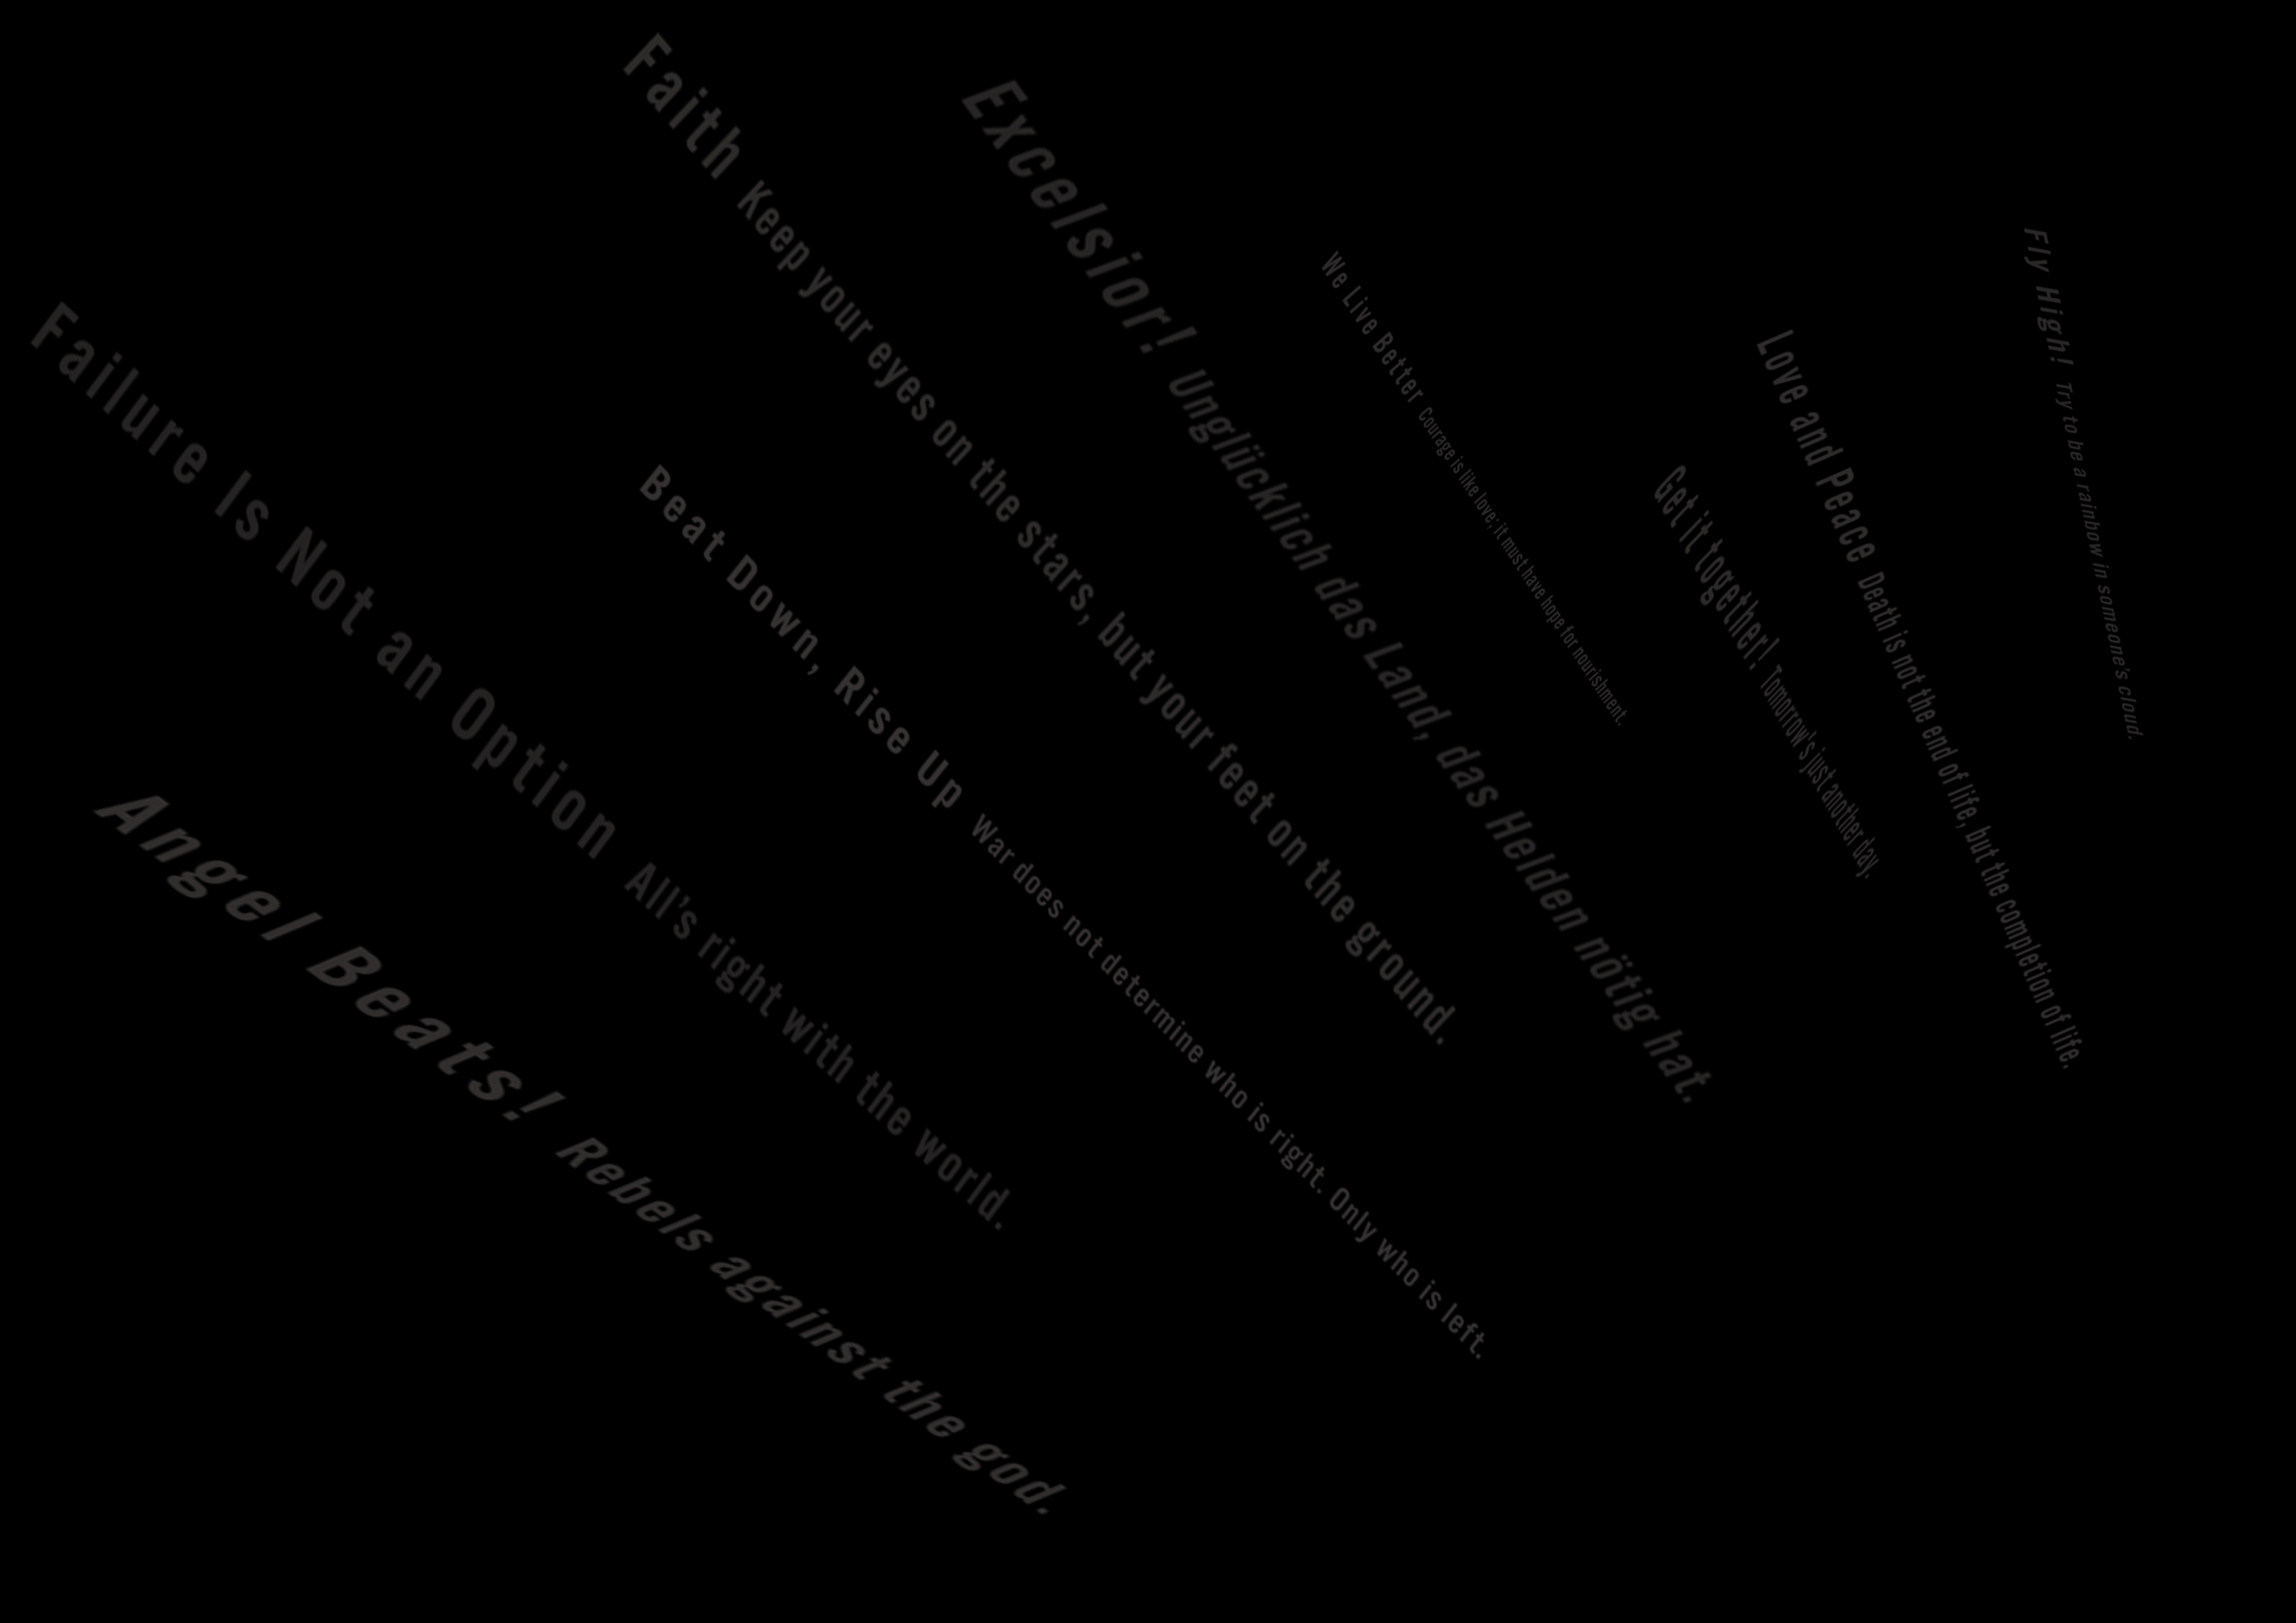 Failure Is Not an Option All's right with the world.
Angel Beats! Rebels against the god.
Faith Keep your eyes on the stars, but your feet on the ground.
Beat Down, Rise Up War does not determine who is right. Only who is left.
Excelsior! Unglücklich das Land, das Helden nötig hat.
We Live Better Courage is like love; it must have hope for nourishment.
Get it together! Tomorrow's just another day.
Love and Peace Death is not the end of life, but the completion of life.
Fly High! Try to be a rainbow in someone's cloud.